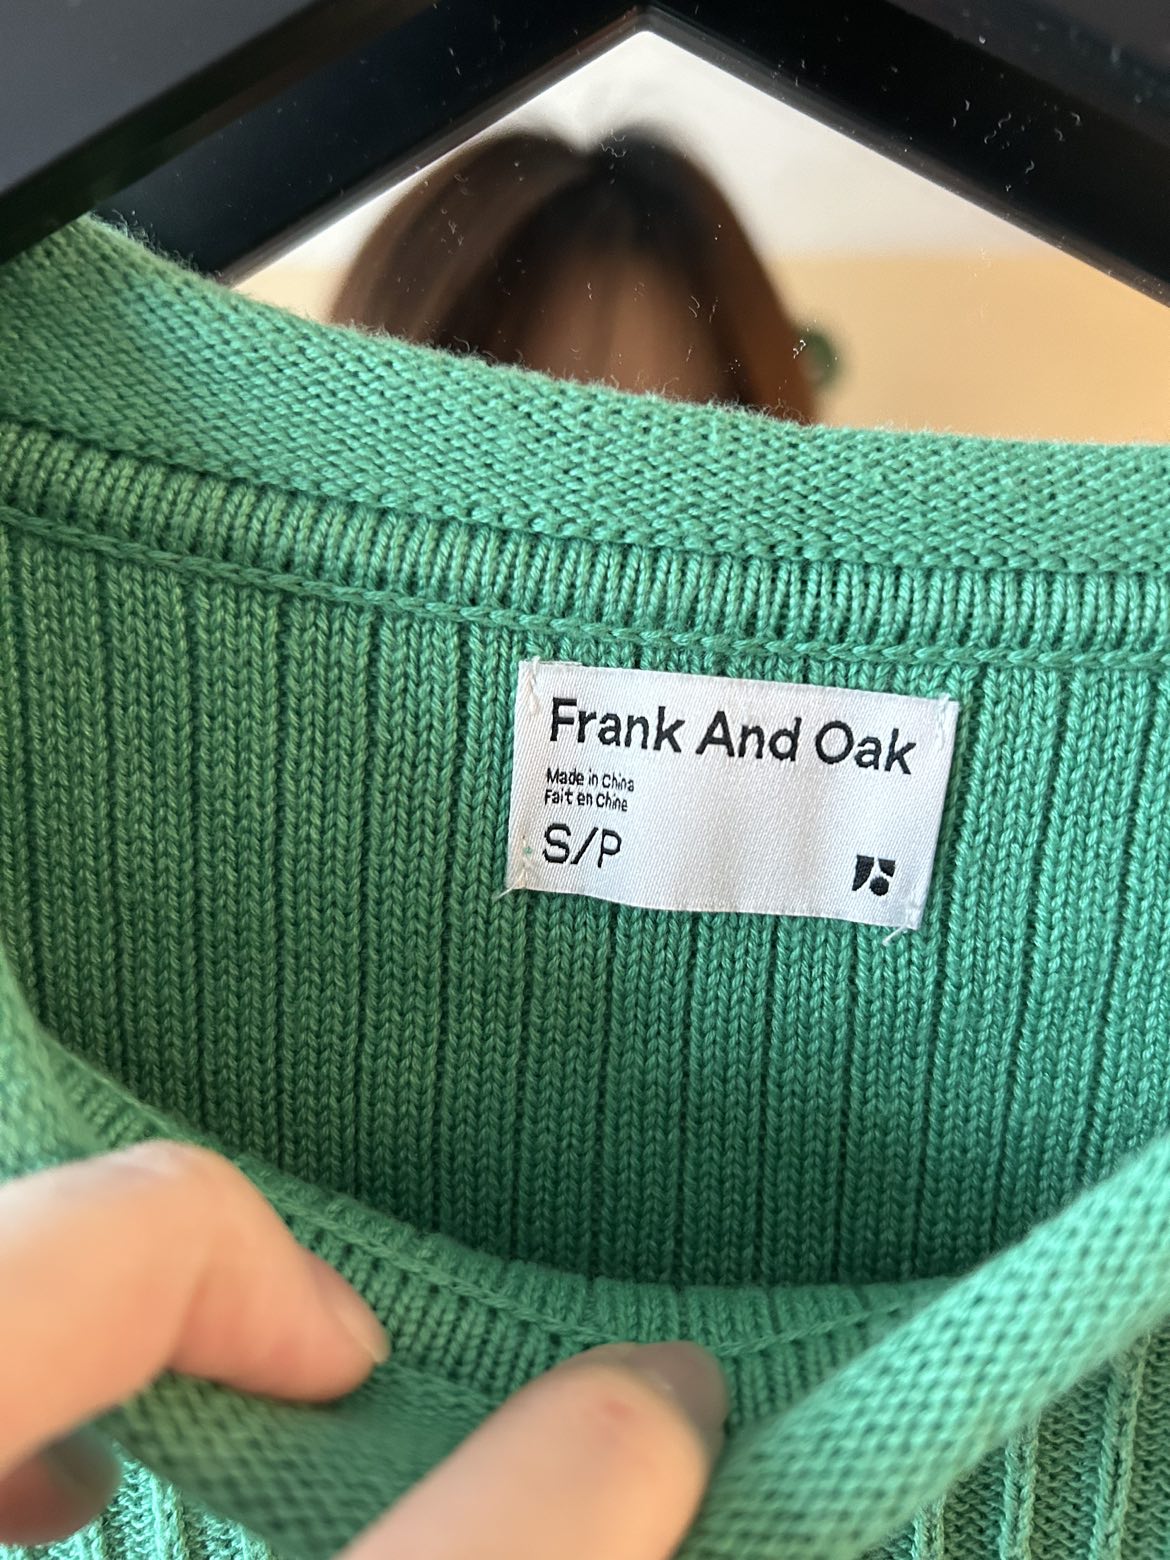 Frank And Oak
Made in China
Fait en Chine
S/P